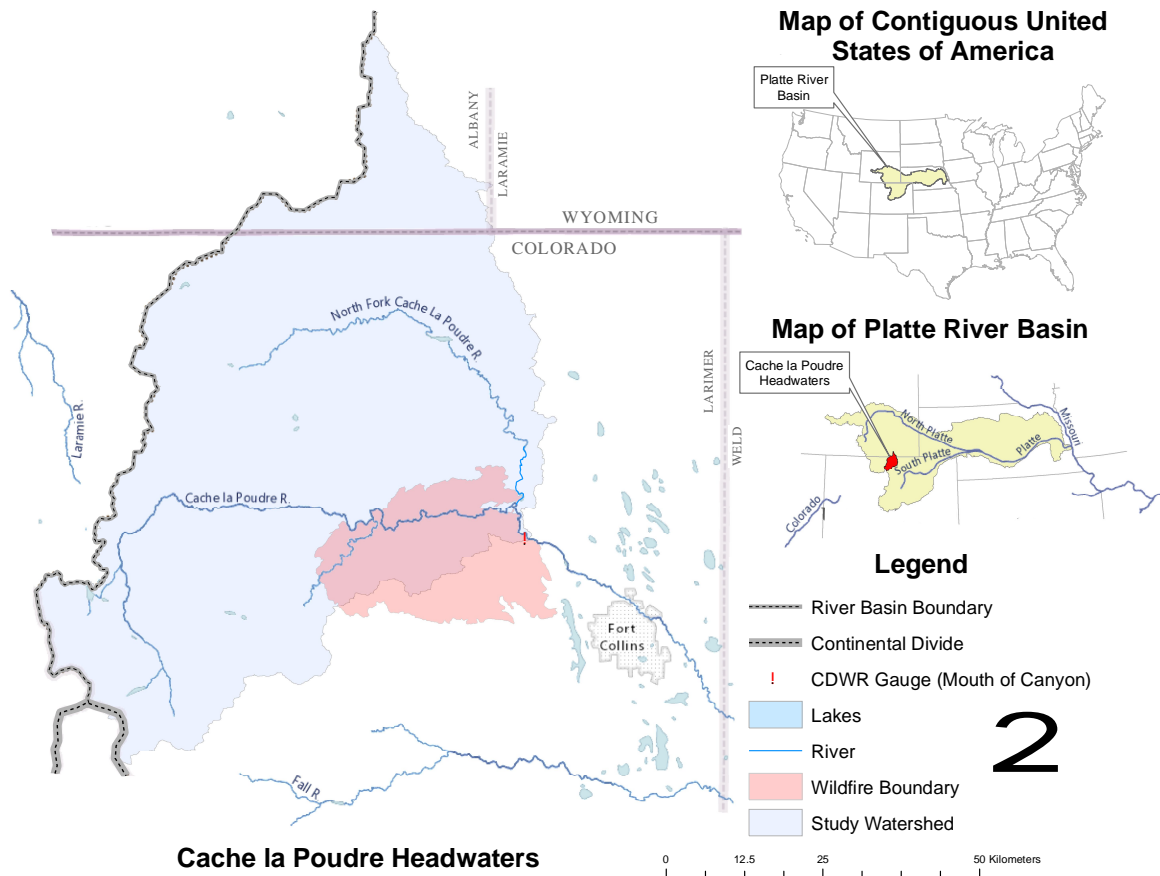 Map of Contiguous United
States of America
Platte River
Basin
ALBANY
LARAMIE
WYOMING
COLORADO
North Fork Cache La Poudre R.
Laramie R.
LARIMER
WELD
Cache la Poudre R.
!
Fort
Collins
Fall R.
Cache la Poudre Headwaters
Map of Platte River Basin
Cache la Poudre
Headwaters
North Platte
South Platte
Platte
Missouri
Colorado
Legend
River Basin Boundary
Continental Divide
! CDWR Gauge (Mouth of Canyon)
Lakes
River
Wildfire Boundary
Study Watershed
2
0 12.5 25 50 Kilometers